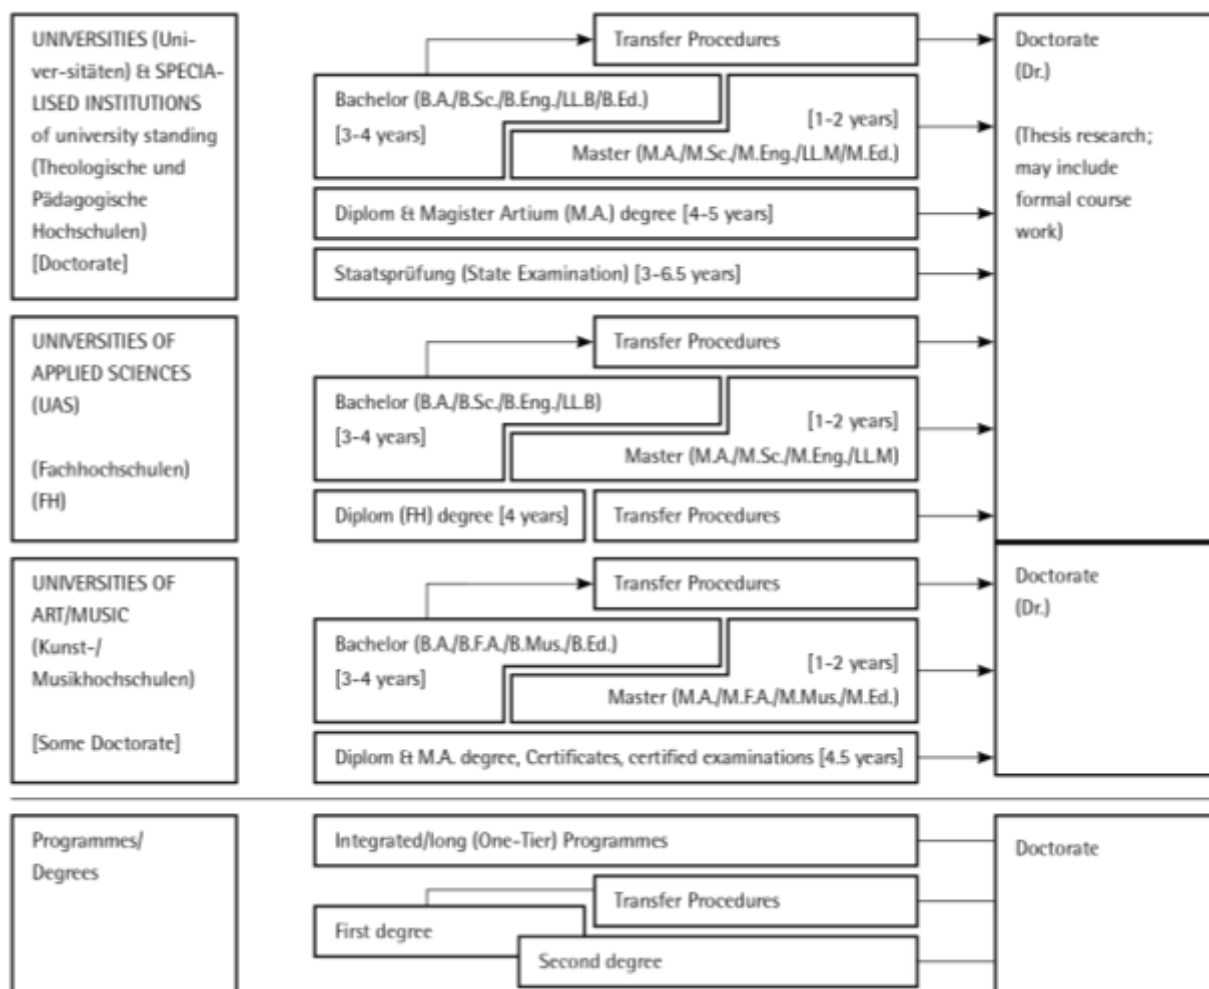 UNIVERSITIES (Uni-
ver-sitäten) & SPECIA-
LISED INSTITUTIONS
of university standing
(Theologische und
Pädagogische
Hochschulen)
[Doctorate]
Transfer Procedures
Bachelor (B.A./B.Sc./B.Eng./LL.B/B.Ed.)
[3-4 years]
[1-2 years]
Master (M.A./M.Sc./M.Eng./LL.M/M.Ed.)
Diplom & Magister Artium (M.A.) degree [4-5 years]
Staatsprüfung (State Examination) [3-6.5 years]
Doctorate
(Dr.)
(Thesis research;
may include
formal course
work)
UNIVERSITIES OF
APPLIED SCIENCES
(UAS)
(Fachhochschulen)
(FH)
Transfer Procedures
Bachelor (B.A./B.Sc./B.Eng./LL.B)
[3-4 years]
[1-2 years]
Master (M.A./M.Sc./M.Eng./LL.M)
Diplom (FH) degree [4 years]
Transfer Procedures
UNIVERSITIES OF
ART/MUSIC
(Kunst-/
Musikhochschulen)
[Some Doctorate]
Transfer Procedures
Bachelor (B.A./B.F.A./B.Mus./B.Ed.)
[3-4 years]
[1-2 years]
Master (M.A./M.F.A./M.Mus./M.Ed.)
Diplom & M.A. degree, Certificates, certified examinations [4.5 years]
Doctorate
(Dr.)
Programmes/
Degrees
Integrated/long (One-Tier) Programmes
Transfer Procedures
First degree
Second degree
Doctorate